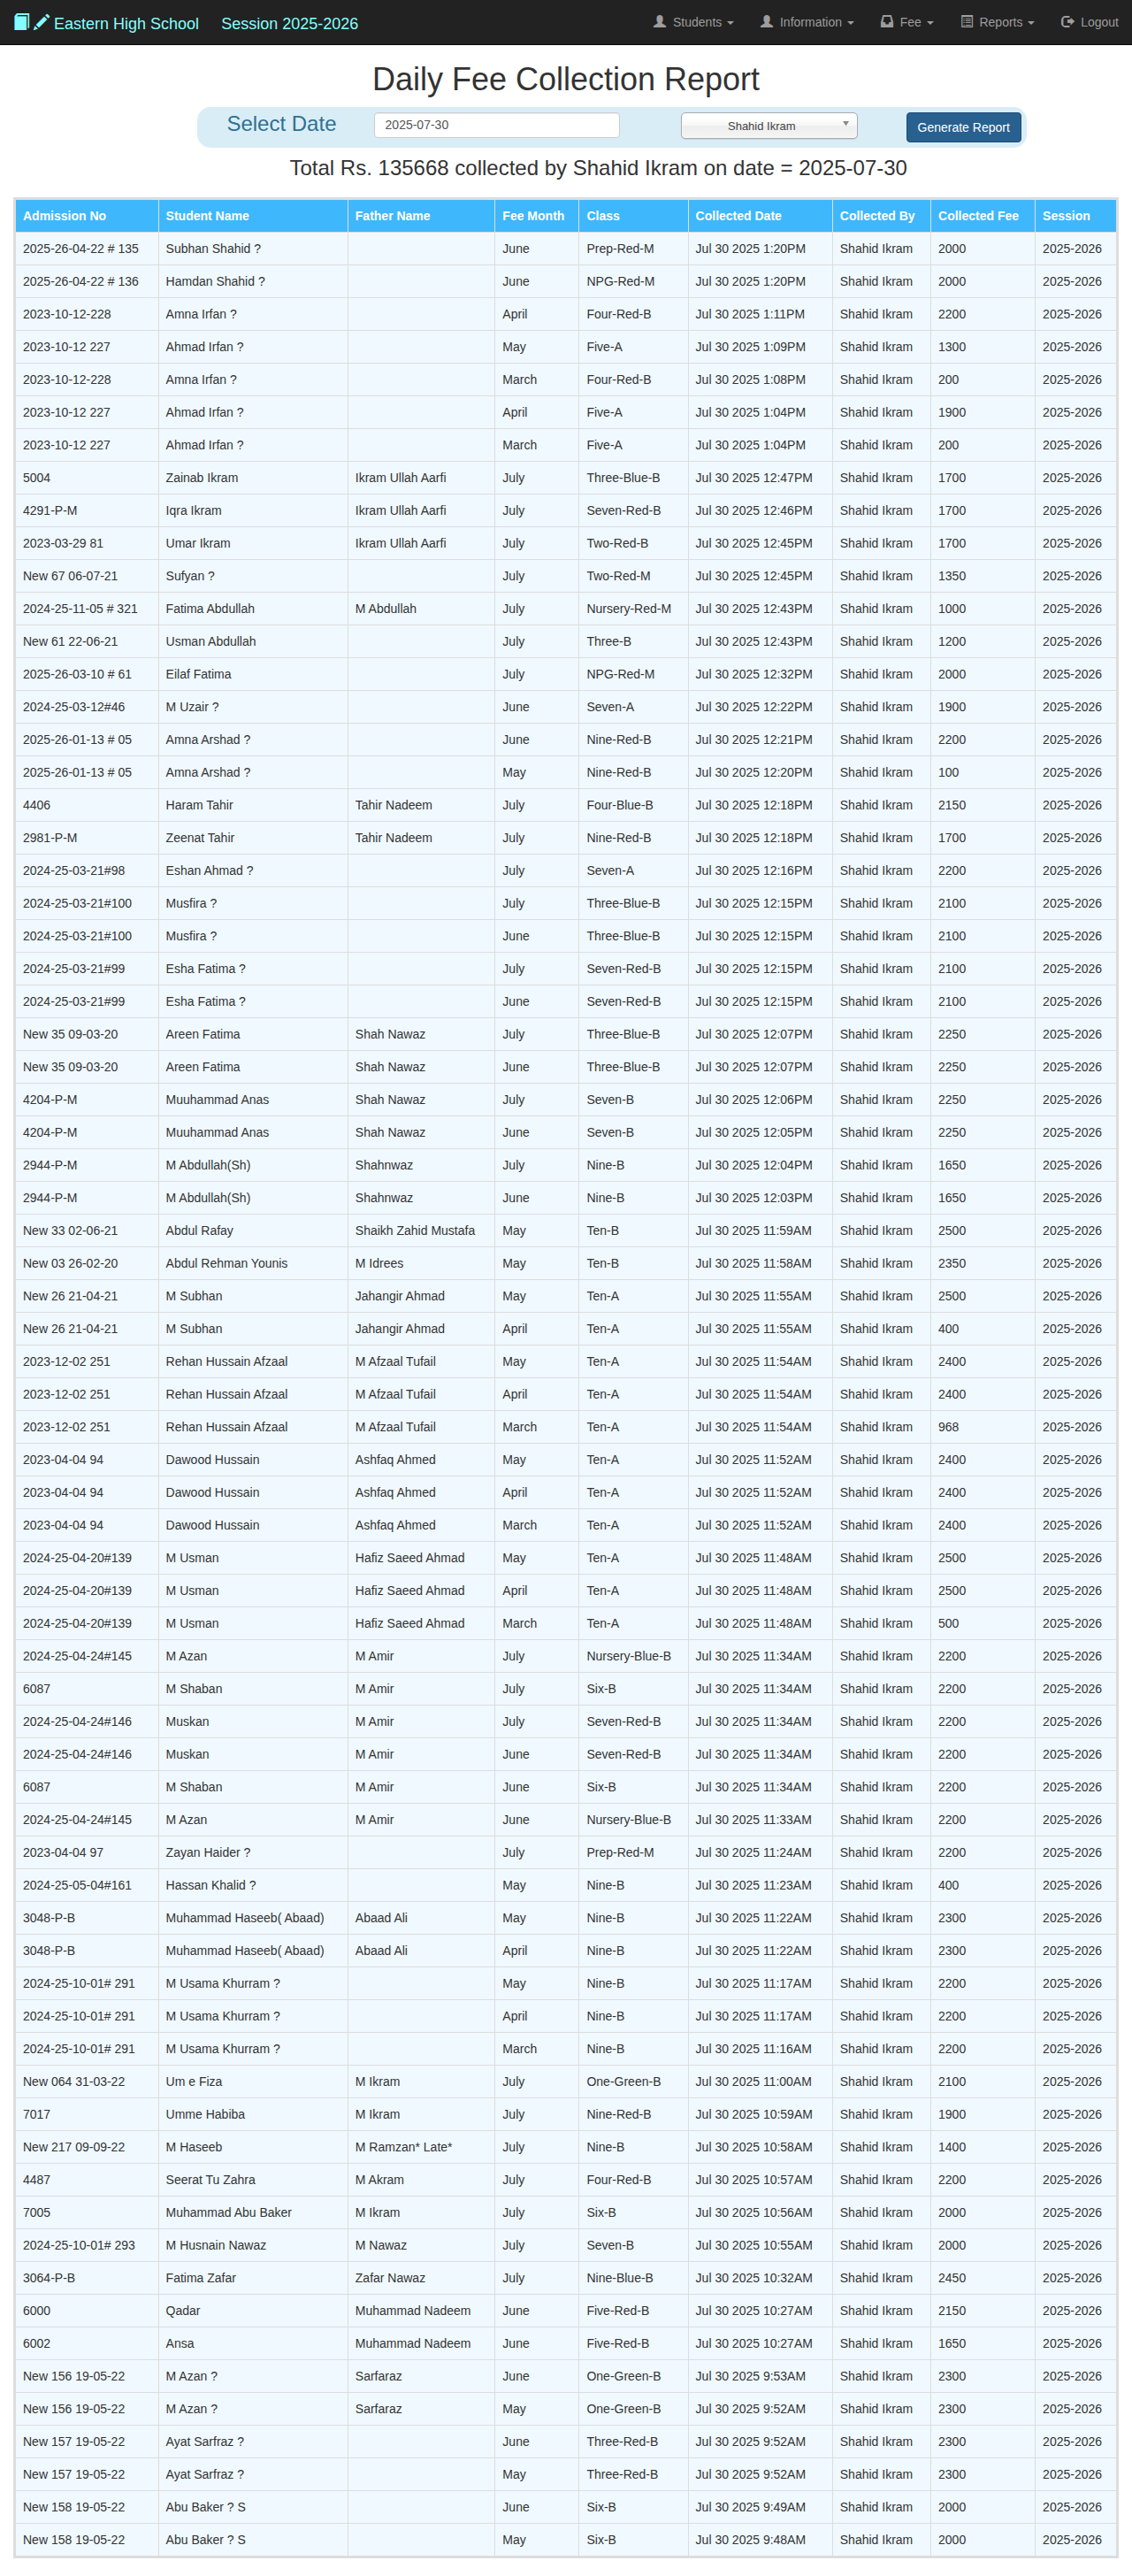 Eastern High School Session 2025-2026 Students Information Fee Reports Logout
Daily Fee Collection Report
Select Date 2025-07-30 Shahid Ikram Generate Report
Total Rs. 135668 collected by Shahid Ikram on date = 2025-07-30
Admission No Student Name Father Name Fee Month Class Collected Date Collected By Collected Fee Session
2025-26-04-22 # 135 Subhan Shahid ? June Prep-Red-M Jul 30 2025 1:20PM Shahid Ikram 2000 2025-2026
2025-26-04-22 # 136 Hamdan Shahid ? June NPG-Red-M Jul 30 2025 1:20PM Shahid Ikram 2000 2025-2026
2023-10-12-228 Amna Irfan ? April Four-Red-B Jul 30 2025 1:11PM Shahid Ikram 2200 2025-2026
2023-10-12 227 Ahmad Irfan ? May Five-A Jul 30 2025 1:09PM Shahid Ikram 1300 2025-2026
2023-10-12-228 Amna Irfan ? March Four-Red-B Jul 30 2025 1:08PM Shahid Ikram 200 2025-2026
2023-10-12 227 Ahmad Irfan ? April Five-A Jul 30 2025 1:04PM Shahid Ikram 1900 2025-2026
2023-10-12 227 Ahmad Irfan ? March Five-A Jul 30 2025 1:04PM Shahid Ikram 200 2025-2026
5004 Zainab Ikram Ikram Ullah Aarfi July Three-Blue-B Jul 30 2025 12:47PM Shahid Ikram 1700 2025-2026
4291-P-M Iqra Ikram Ikram Ullah Aarfi July Seven-Red-B Jul 30 2025 12:46PM Shahid Ikram 1700 2025-2026
2023-03-29 81 Umar Ikram Ikram Ullah Aarfi July Two-Red-B Jul 30 2025 12:45PM Shahid Ikram 1700 2025-2026
New 67 06-07-21 Sufyan ? July Two-Red-M Jul 30 2025 12:45PM Shahid Ikram 1350 2025-2026
2024-25-11-05 # 321 Fatima Abdullah M Abdullah July Nursery-Red-M Jul 30 2025 12:43PM Shahid Ikram 1000 2025-2026
New 61 22-06-21 Usman Abdullah July Three-B Jul 30 2025 12:43PM Shahid Ikram 1200 2025-2026
2025-26-03-10 # 61 Eilaf Fatima July NPG-Red-M Jul 30 2025 12:32PM Shahid Ikram 2000 2025-2026
2024-25-03-12#46 M Uzair ? June Seven-A Jul 30 2025 12:22PM Shahid Ikram 1900 2025-2026
2025-26-01-13 # 05 Amna Arshad ? June Nine-Red-B Jul 30 2025 12:21PM Shahid Ikram 2200 2025-2026
2025-26-01-13 # 05 Amna Arshad ? May Nine-Red-B Jul 30 2025 12:20PM Shahid Ikram 100 2025-2026
4406 Haram Tahir Tahir Nadeem July Four-Blue-B Jul 30 2025 12:18PM Shahid Ikram 2150 2025-2026
2981-P-M Zeenat Tahir Tahir Nadeem July Nine-Red-B Jul 30 2025 12:18PM Shahid Ikram 1700 2025-2026
2024-25-03-21#98 Eshan Ahmad ? July Seven-A Jul 30 2025 12:16PM Shahid Ikram 2200 2025-2026
2024-25-03-21#100 Musfira ? July Three-Blue-B Jul 30 2025 12:15PM Shahid Ikram 2100 2025-2026
2024-25-03-21#100 Musfira ? June Three-Blue-B Jul 30 2025 12:15PM Shahid Ikram 2100 2025-2026
2024-25-03-21#99 Esha Fatima ? July Seven-Red-B Jul 30 2025 12:15PM Shahid Ikram 2100 2025-2026
2024-25-03-21#99 Esha Fatima ? June Seven-Red-B Jul 30 2025 12:15PM Shahid Ikram 2100 2025-2026
New 35 09-03-20 Areen Fatima Shah Nawaz July Three-Blue-B Jul 30 2025 12:07PM Shahid Ikram 2250 2025-2026
New 35 09-03-20 Areen Fatima Shah Nawaz June Three-Blue-B Jul 30 2025 12:07PM Shahid Ikram 2250 2025-2026
4204-P-M Muuhammad Anas Shah Nawaz July Seven-B Jul 30 2025 12:06PM Shahid Ikram 2250 2025-2026
4204-P-M Muuhammad Anas Shah Nawaz June Seven-B Jul 30 2025 12:05PM Shahid Ikram 2250 2025-2026
2944-P-M M Abdullah(Sh) Shahnwaz July Nine-B Jul 30 2025 12:04PM Shahid Ikram 1650 2025-2026
2944-P-M M Abdullah(Sh) Shahnwaz June Nine-B Jul 30 2025 12:03PM Shahid Ikram 1650 2025-2026
New 33 02-06-21 Abdul Rafay Shaikh Zahid Mustafa May Ten-B Jul 30 2025 11:59AM Shahid Ikram 2500 2025-2026
New 03 26-02-20 Abdul Rehman Younis M Idrees May Ten-B Jul 30 2025 11:58AM Shahid Ikram 2350 2025-2026
New 26 21-04-21 M Subhan Jahangir Ahmad May Ten-A Jul 30 2025 11:55AM Shahid Ikram 2500 2025-2026
New 26 21-04-21 M Subhan Jahangir Ahmad April Ten-A Jul 30 2025 11:55AM Shahid Ikram 400 2025-2026
2023-12-02 251 Rehan Hussain Afzaal M Afzaal Tufail May Ten-A Jul 30 2025 11:54AM Shahid Ikram 2400 2025-2026
2023-12-02 251 Rehan Hussain Afzaal M Afzaal Tufail April Ten-A Jul 30 2025 11:54AM Shahid Ikram 2400 2025-2026
2023-12-02 251 Rehan Hussain Afzaal M Afzaal Tufail March Ten-A Jul 30 2025 11:54AM Shahid Ikram 968 2025-2026
2023-04-04 94 Dawood Hussain Ashfaq Ahmed May Ten-A Jul 30 2025 11:52AM Shahid Ikram 2400 2025-2026
2023-04-04 94 Dawood Hussain Ashfaq Ahmed April Ten-A Jul 30 2025 11:52AM Shahid Ikram 2400 2025-2026
2023-04-04 94 Dawood Hussain Ashfaq Ahmed March Ten-A Jul 30 2025 11:52AM Shahid Ikram 2400 2025-2026
2024-25-04-20#139 M Usman Hafiz Saeed Ahmad May Ten-A Jul 30 2025 11:48AM Shahid Ikram 2500 2025-2026
2024-25-04-20#139 M Usman Hafiz Saeed Ahmad April Ten-A Jul 30 2025 11:48AM Shahid Ikram 2500 2025-2026
2024-25-04-20#139 M Usman Hafiz Saeed Ahmad March Ten-A Jul 30 2025 11:48AM Shahid Ikram 500 2025-2026
2024-25-04-24#145 M Azan M Amir July Nursery-Blue-B Jul 30 2025 11:34AM Shahid Ikram 2200 2025-2026
6087 M Shaban M Amir July Six-B Jul 30 2025 11:34AM Shahid Ikram 2200 2025-2026
2024-25-04-24#146 Muskan M Amir July Seven-Red-B Jul 30 2025 11:34AM Shahid Ikram 2200 2025-2026
2024-25-04-24#146 Muskan M Amir June Seven-Red-B Jul 30 2025 11:34AM Shahid Ikram 2200 2025-2026
6087 M Shaban M Amir June Six-B Jul 30 2025 11:34AM Shahid Ikram 2200 2025-2026
2024-25-04-24#145 M Azan M Amir June Nursery-Blue-B Jul 30 2025 11:33AM Shahid Ikram 2200 2025-2026
2023-04-04 97 Zayan Haider ? July Prep-Red-M Jul 30 2025 11:24AM Shahid Ikram 2200 2025-2026
2024-25-05-04#161 Hassan Khalid ? May Nine-B Jul 30 2025 11:23AM Shahid Ikram 400 2025-2026
3048-P-B Muhammad Haseeb( Abaad) Abaad Ali May Nine-B Jul 30 2025 11:22AM Shahid Ikram 2300 2025-2026
3048-P-B Muhammad Haseeb( Abaad) Abaad Ali April Nine-B Jul 30 2025 11:22AM Shahid Ikram 2300 2025-2026
2024-25-10-01# 291 M Usama Khurram ? May Nine-B Jul 30 2025 11:17AM Shahid Ikram 2200 2025-2026
2024-25-10-01# 291 M Usama Khurram ? April Nine-B Jul 30 2025 11:17AM Shahid Ikram 2200 2025-2026
2024-25-10-01# 291 M Usama Khurram ? March Nine-B Jul 30 2025 11:16AM Shahid Ikram 2200 2025-2026
New 064 31-03-22 Um e Fiza M Ikram July One-Green-B Jul 30 2025 11:00AM Shahid Ikram 2100 2025-2026
7017 Umme Habiba M Ikram July Nine-Red-B Jul 30 2025 10:59AM Shahid Ikram 1900 2025-2026
New 217 09-09-22 M Haseeb M Ramzan* Late* July Nine-B Jul 30 2025 10:58AM Shahid Ikram 1400 2025-2026
4487 Seerat Tu Zahra M Akram July Four-Red-B Jul 30 2025 10:57AM Shahid Ikram 2200 2025-2026
7005 Muhammad Abu Baker M Ikram July Six-B Jul 30 2025 10:56AM Shahid Ikram 2000 2025-2026
2024-25-10-01# 293 M Husnain Nawaz M Nawaz July Seven-B Jul 30 2025 10:55AM Shahid Ikram 2000 2025-2026
3064-P-B Fatima Zafar Zafar Nawaz July Nine-Blue-B Jul 30 2025 10:32AM Shahid Ikram 2450 2025-2026
6000 Qadar Muhammad Nadeem June Five-Red-B Jul 30 2025 10:27AM Shahid Ikram 2150 2025-2026
6002 Ansa Muhammad Nadeem June Five-Red-B Jul 30 2025 10:27AM Shahid Ikram 1650 2025-2026
New 156 19-05-22 M Azan ? Sarfaraz June One-Green-B Jul 30 2025 9:53AM Shahid Ikram 2300 2025-2026
New 156 19-05-22 M Azan ? Sarfaraz May One-Green-B Jul 30 2025 9:52AM Shahid Ikram 2300 2025-2026
New 157 19-05-22 Ayat Sarfraz ? June Three-Red-B Jul 30 2025 9:52AM Shahid Ikram 2300 2025-2026
New 157 19-05-22 Ayat Sarfraz ? May Three-Red-B Jul 30 2025 9:52AM Shahid Ikram 2300 2025-2026
New 158 19-05-22 Abu Baker ? S June Six-B Jul 30 2025 9:49AM Shahid Ikram 2000 2025-2026
New 158 19-05-22 Abu Baker ? S May Six-B Jul 30 2025 9:48AM Shahid Ikram 2000 2025-2026